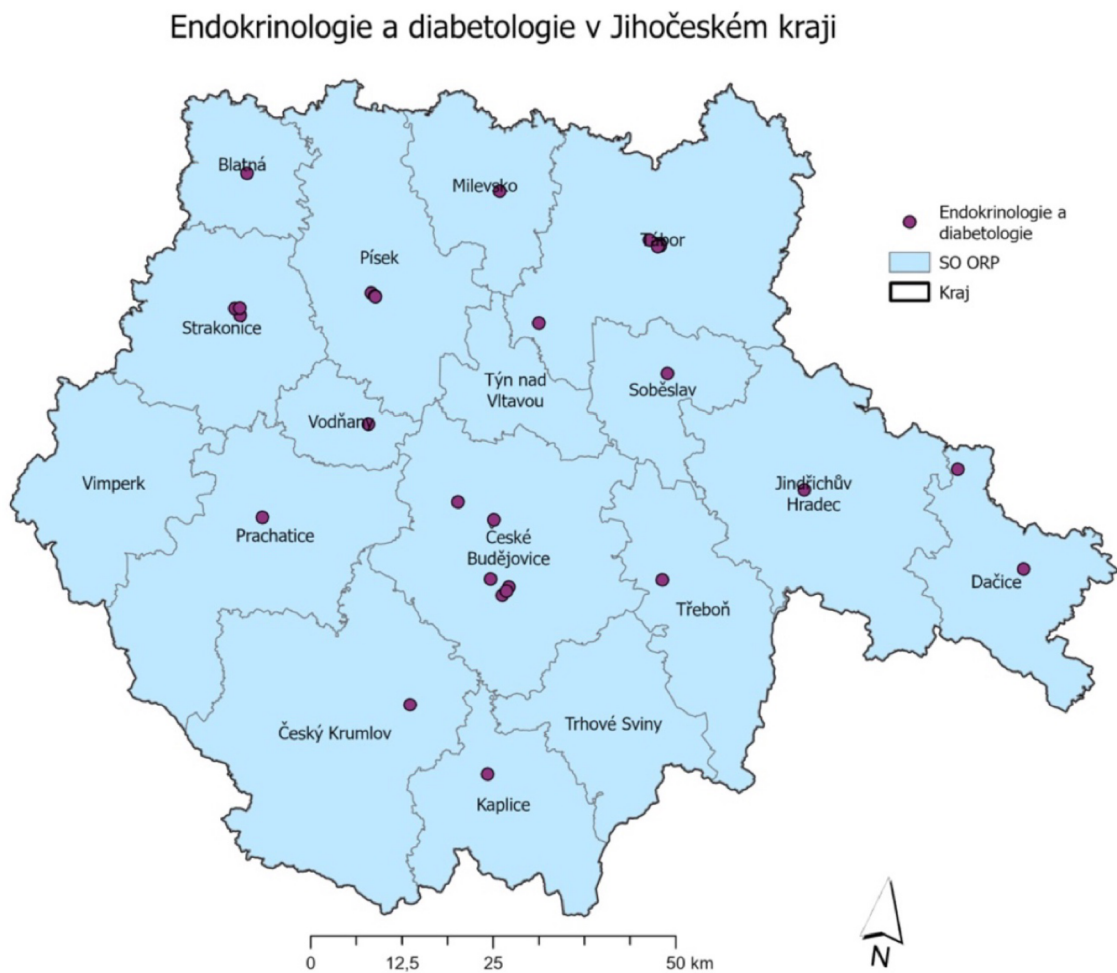 Endokrinologie a diabetologie v Jihočeském kraji
Blatná
Milevsko
Endokrinologie a
diabetologie
SO ORP
Kraj
Tábor
Písek
Strakonice
Týn nad
Vltavou
Soběslav
Vodňany
Vimperk
Jindřichův
Hradec
Prachatice
České
Budějovice
Dačice
Třeboň
Český Krumlov
Trhové Sviny
Kaplice
0 12,5 25 50 km
N